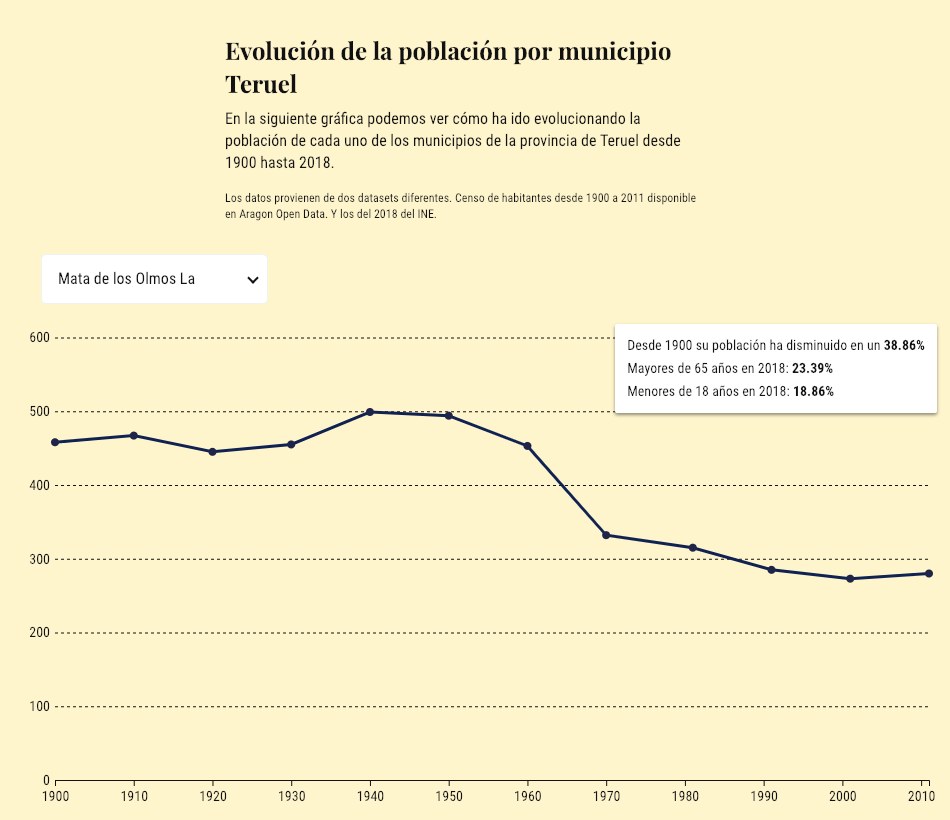 Evolución de la población por municipio
Teruel
En la siguiente gráfica podemos ver cómo ha ido evolucionando la
población de cada uno de los municipios de la provincia de Teruel desde
1900 hasta 2018.
Los datos provienen de dos datasets diferentes. Censo de habitantes desde 1900 a 2011 disponible
en Aragon Open Data. Y los del 2018 del INE.
Mata de los Olmos La
Desde 1900 su población ha disminuido en un 38.86%
Mayores de 65 años en 2018: 23.39%
Menores de 18 años en 2018: 18.86%
600
500
400
300
200
100
0
1900 1910 1920 1930 1940 1950 1960 1970 1980 1990 2000 2010